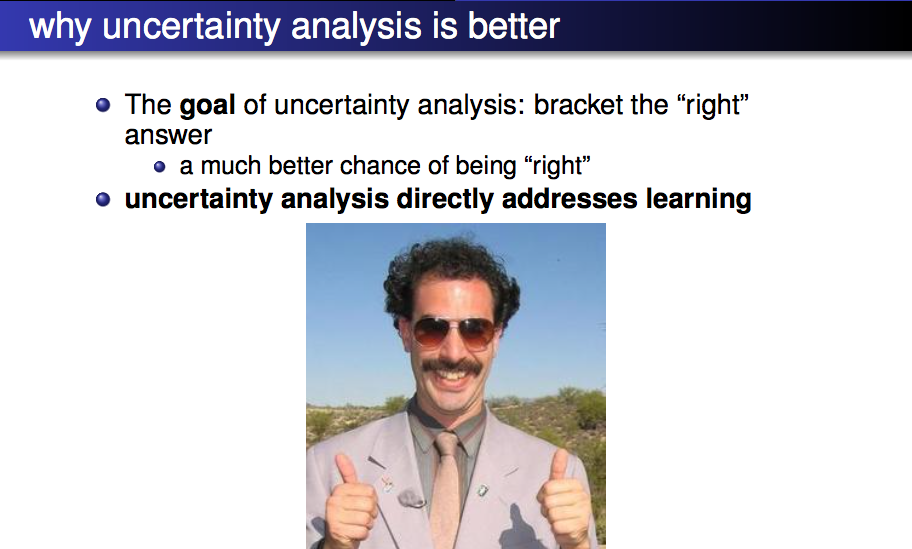 why uncertainty analysis is better
The goal of uncertainty analysis: bracket the “right”
answer
a much better chance of being “right”
uncertainty analysis directly addresses learning